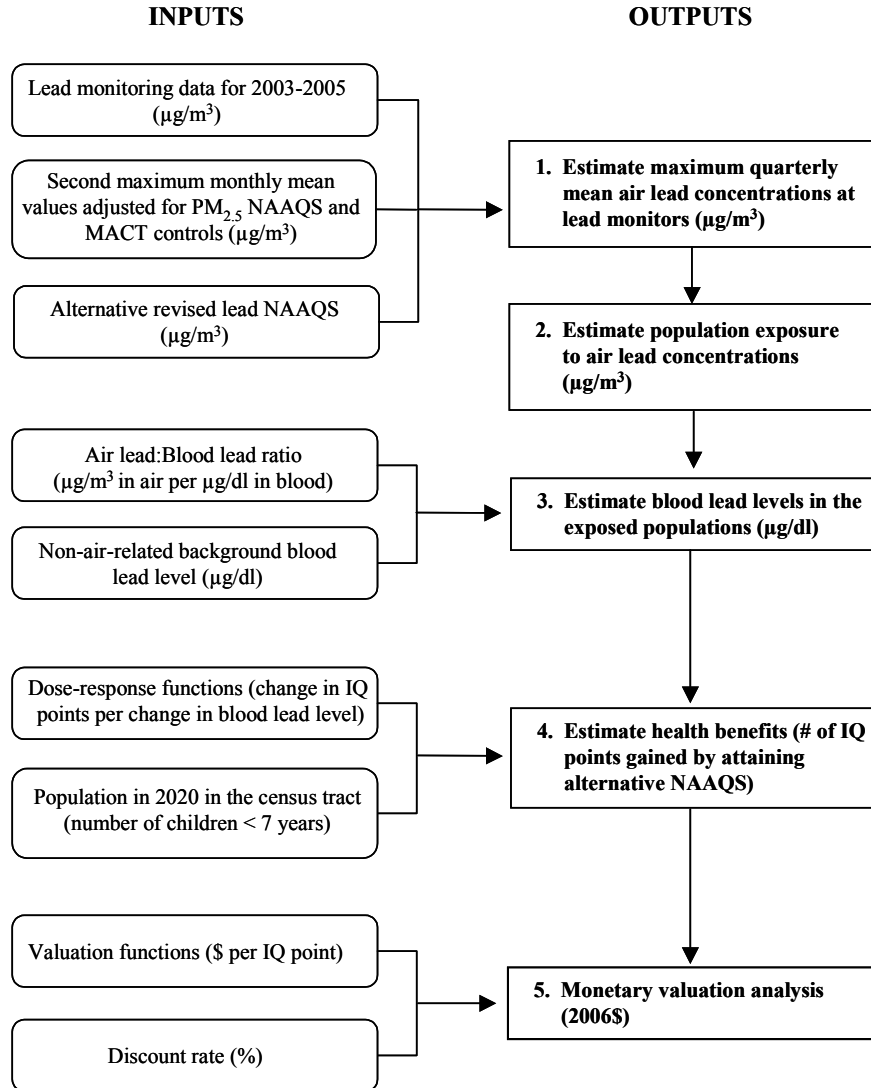 INPUTS
OUTPUTS
Lead monitoring data for 2003-2005
(µg/m³)
Second maximum monthly mean
values adjusted for PM₂.₅ NAAQS and
MACT controls (µg/m³)
Alternative revised lead NAAQS
(µg/m³)
1. Estimate maximum quarterly
mean air lead concentrations at
lead monitors (µg/m³)
2. Estimate population exposure
to air lead concentrations
(µg/m³)
Air lead:Blood lead ratio
(µg/m³ in air per µg/dl in blood)
Non-air-related background blood
lead level (µg/dl)
3. Estimate blood lead levels in the
exposed populations (µg/dl)
Dose-response functions (change in IQ
points per change in blood lead level)
Population in 2020 in the census tract
(number of children < 7 years)
4. Estimate health benefits (# of IQ
points gained by attaining
alternative NAAQS)
Valuation functions ($ per IQ point)
Discount rate (%)
5. Monetary valuation analysis
(2006$)